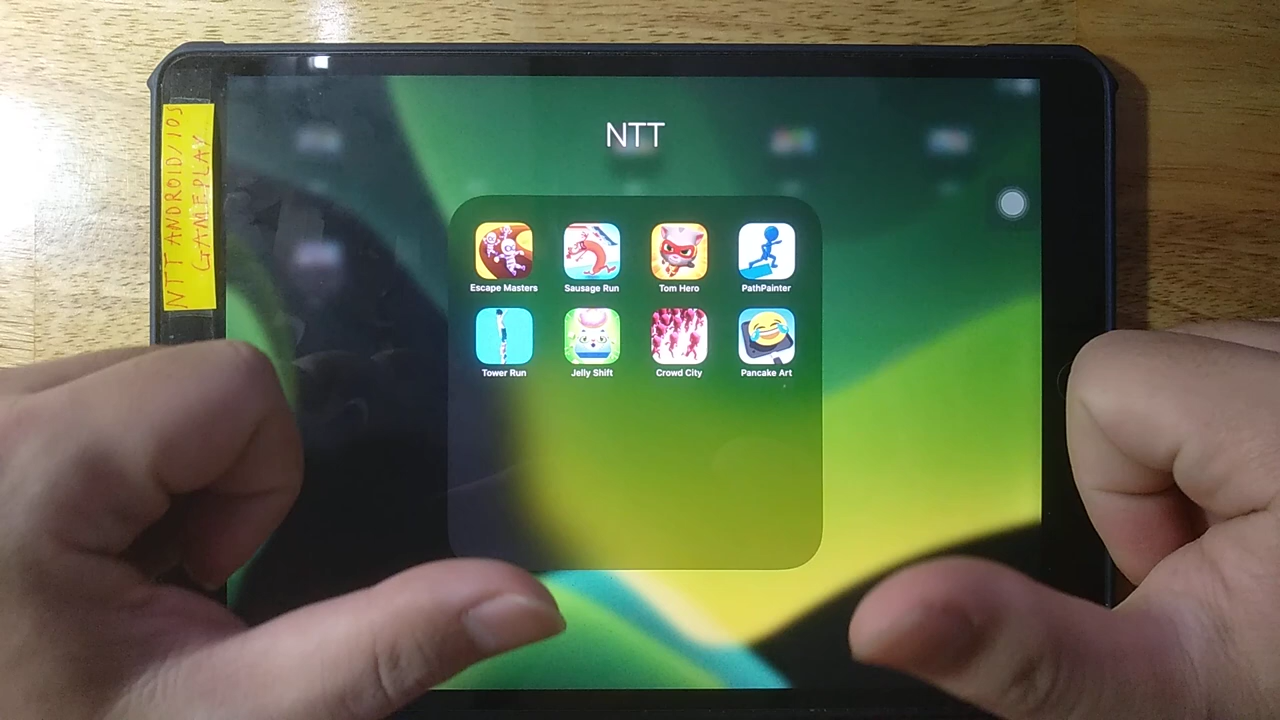 NTT ANDROID/IOS
GAMEPLAY
NTT
Escape Masters
Sausage Run
Tom Hero
PathPainter
Tower Run
Jelly Shift
Crowd City
Pancake Art